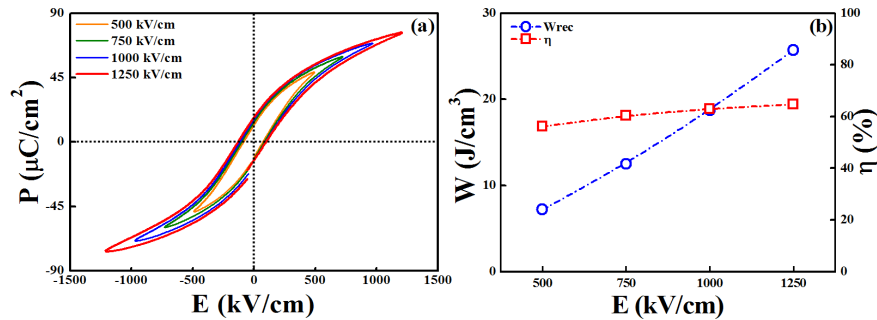 (a)
500 kV/cm
750 kV/cm
1000 kV/cm
1250 kV/cm
90
45
0
-45
-90
P (μC/cm²)
-1500 -1000 -500 0 500 1000 1500
E (kV/cm)
(b)
Wrec
η
30
20
10
0
W (J/cm³)
100
80
60
40
20
0
η (%)
500 750 1000 1250
E (kV/cm)